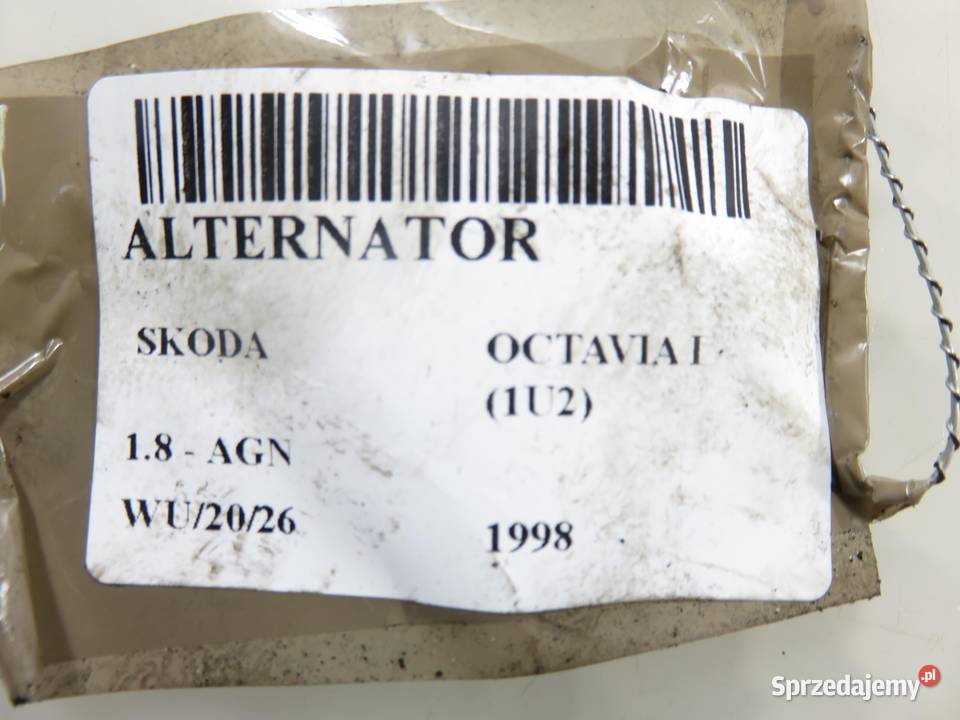 ALTERNATOR
SKODA
OCTAVIA I
(1U2)
1.8 - AGN
WU/20/26
1998
Sprzedajemy.pl